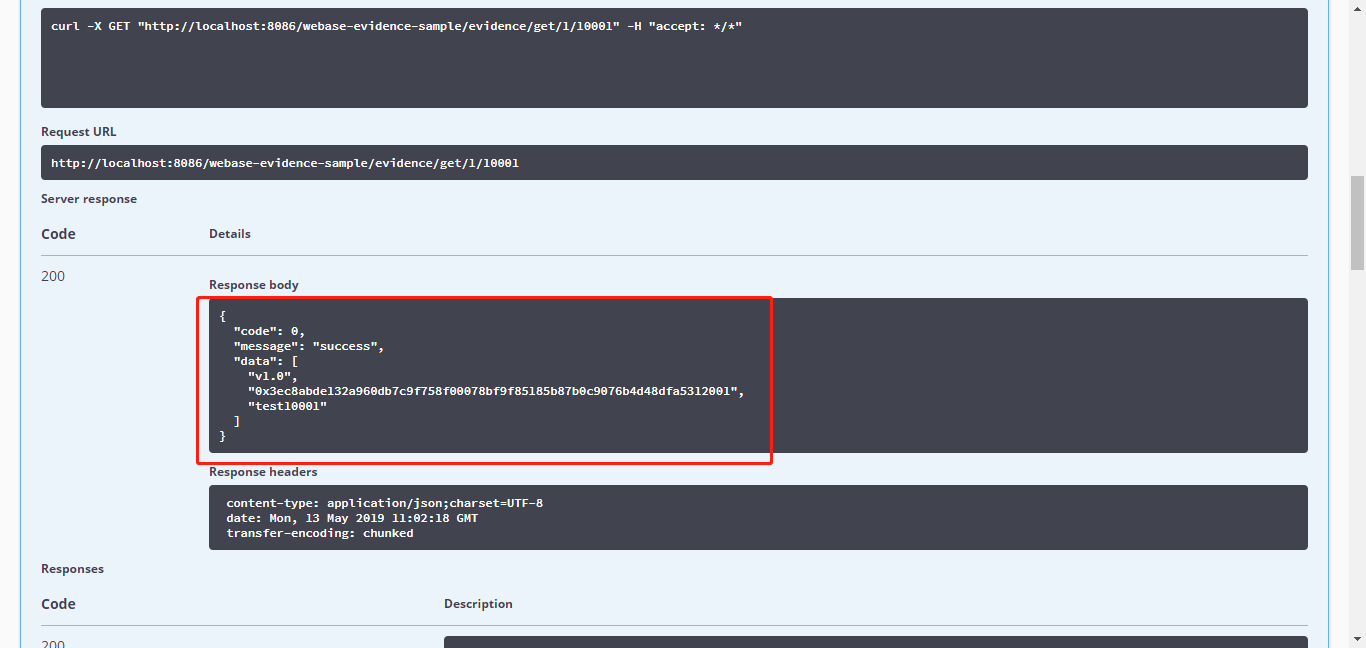 curl -X GET "http://localhost:8086/webase-evidence-sample/evidence/get/1/10001" -H "accept: */*"
Request URL
http://localhost:8086/webase-evidence-sample/evidence/get/1/10001
Server response
Code Details
200
Response body
{
"code": 0,
"message": "success",
"data": [
"v1.0",
"0x3ec8abde132a960db7c9f758f00078bf9f85185b87b0c9076b4d48dfa5312001",
"test10001"
]
}
Response headers
content-type: application/json;charset=UTF-8
date: Mon, 13 May 2019 11:02:18 GMT
transfer-encoding: chunked
Responses
Code Description
200